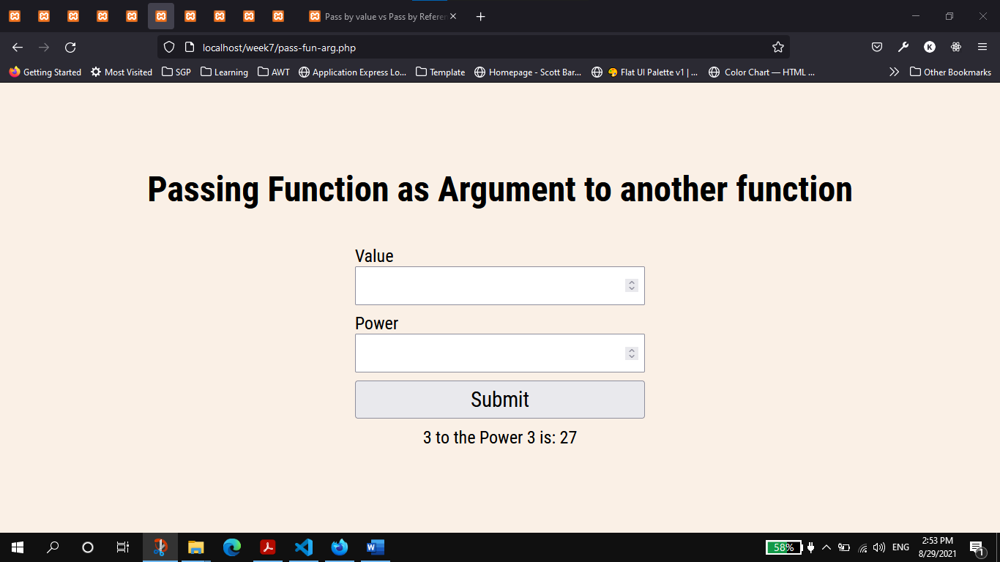 Pass by value vs Pass by Referen
localhost/week7/pass-fun-arg.php
K
Getting Started Most Visited SGP Learning AWT Application Express Lo... Template Homepage - Scott Bar... Flat UI Palette v1 | ... Color Chart — HTML ... Other Bookmarks
Passing Function as Argument to another function
Value
Power
Submit
3 to the Power 3 is: 27
58% ENG 2:53 PM
8/29/2021 1